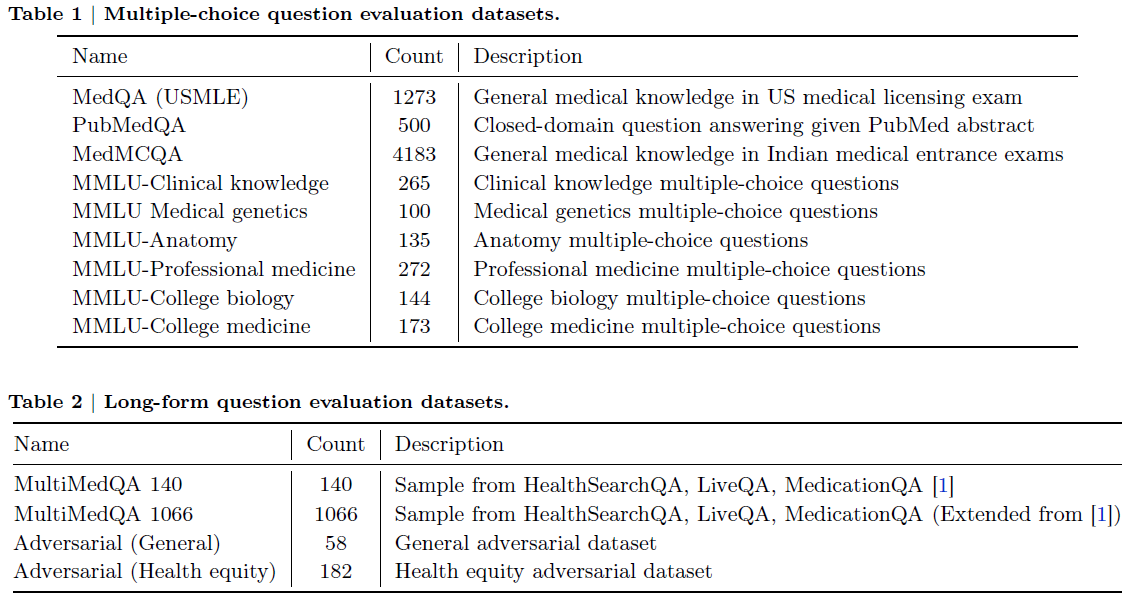 Table 1 | Multiple-choice question evaluation datasets.
Name Count Description
MedQA (USMLE) 1273 General medical knowledge in US medical licensing exam
PubMedQA 500 Closed-domain question answering given PubMed abstract
MedMCQA 4183 General medical knowledge in Indian medical entrance exams
MMLU-Clinical knowledge 265 Clinical knowledge multiple-choice questions
MMLU Medical genetics 100 Medical genetics multiple-choice questions
MMLU-Anatomy 135 Anatomy multiple-choice questions
MMLU-Professional medicine 272 Professional medicine multiple-choice questions
MMLU-College biology 144 College biology multiple-choice questions
MMLU-College medicine 173 College medicine multiple-choice questions
Table 2 | Long-form question evaluation datasets.
Name Count Description
MultiMedQA 140 140 Sample from HealthSearchQA, LiveQA, MedicationQA [1]
MultiMedQA 1066 1066 Sample from HealthSearchQA, LiveQA, MedicationQA (Extended from [1])
Adversarial (General) 58 General adversarial dataset
Adversarial (Health equity) 182 Health equity adversarial dataset